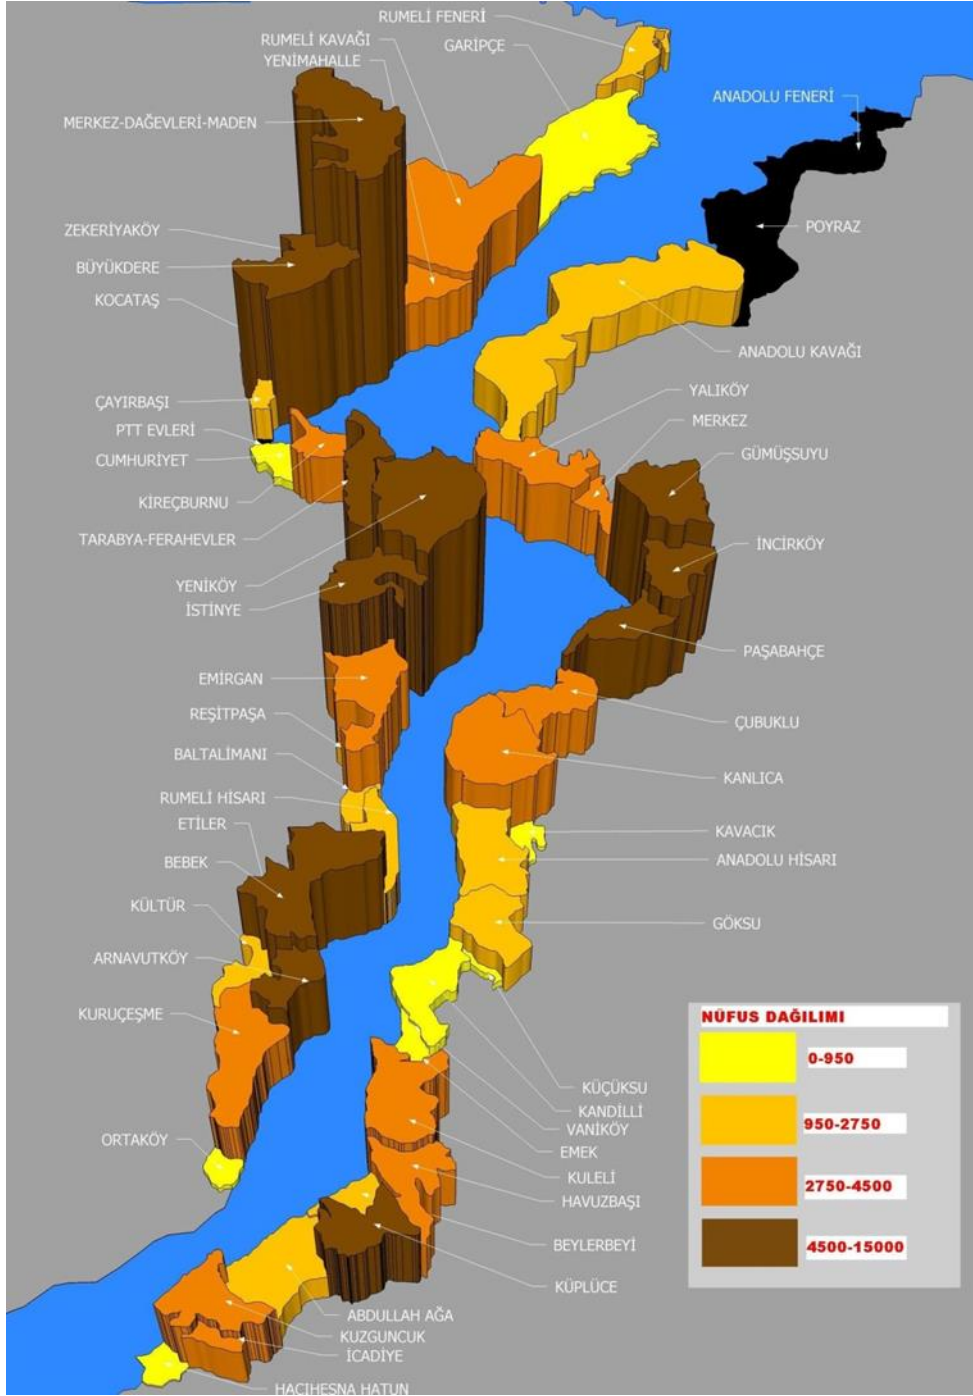 RUMELİ FENERİ
RUMELİ KAVAĞI
GARİPÇE
YENİMAHALLE
ANADOLU FENERİ
MERKEZ-DAĞEVLERİ-MADEN
ZEKERİYAKÖY
POYRAZ
BÜYÜKDERE
KOCATAŞ
ANADOLU KAVAĞI
YALIKÖY
ÇAYIRBAŞI
MERKEZ
PTT EVLERİ
GÜMÜŞSUYU
CUMHURİYET
KİREÇBURNU
TARABYA-FERAHEVLER
İNCİRKÖY
YENİKÖY
İSTİNYE
PAŞABAHÇE
EMİRGAN
REŞİTPAŞA
ÇUBUKLU
BALTALİMANI
KANLICA
RUMELİ HİSARI
ETİLER
KAVACIK
BEBEK
ANADOLU HİSARI
KÜLTÜR
GÖKSU
ARNAVUTKÖY
KURUÇEŞME
NÜFUS DAĞILIMI
0-950
KÜÇÜKSU
KANDİLLİ
950-2750
VANİKÖY
ORTAKÖY
EMEK
KULELİ
2750-4500
HAVUZBAŞI
BEYLERBEYİ
4500-15000
KÜPLÜCE
ABDULLAH AĞA
KUZGUNCUK
İCADİYE
HACIHESNA HATUN